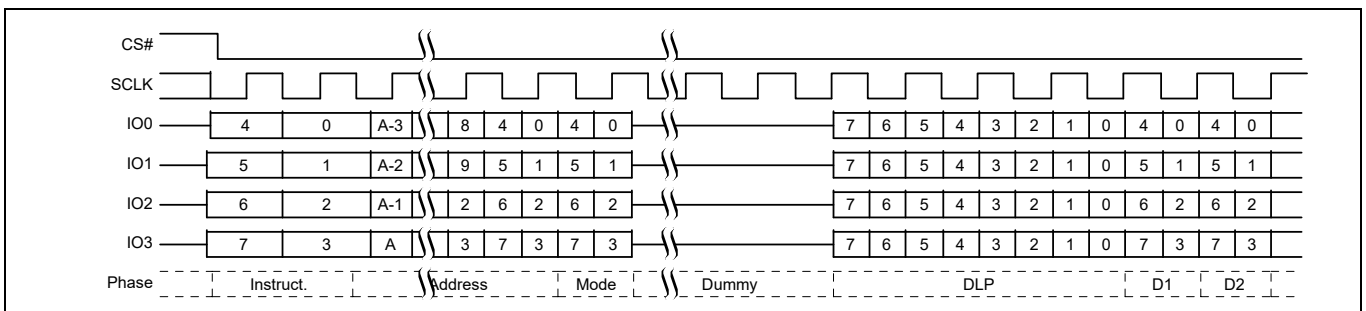 CS#
SCLK
IO0 4 0 A-3 8 4 0 4 0 7 6 5 4 3 2 1 0 4 0 4 0
IO1 5 1 A-2 9 5 1 5 1 7 6 5 4 3 2 1 0 5 1 5 1
IO2 6 2 A-1 2 6 2 6 2 7 6 5 4 3 2 1 0 6 2 6 2
IO3 7 3 A 3 7 3 7 3 7 6 5 4 3 2 1 0 7 3 7 3
Phase Instruct. Address Mode Dummy DLP D1 D2